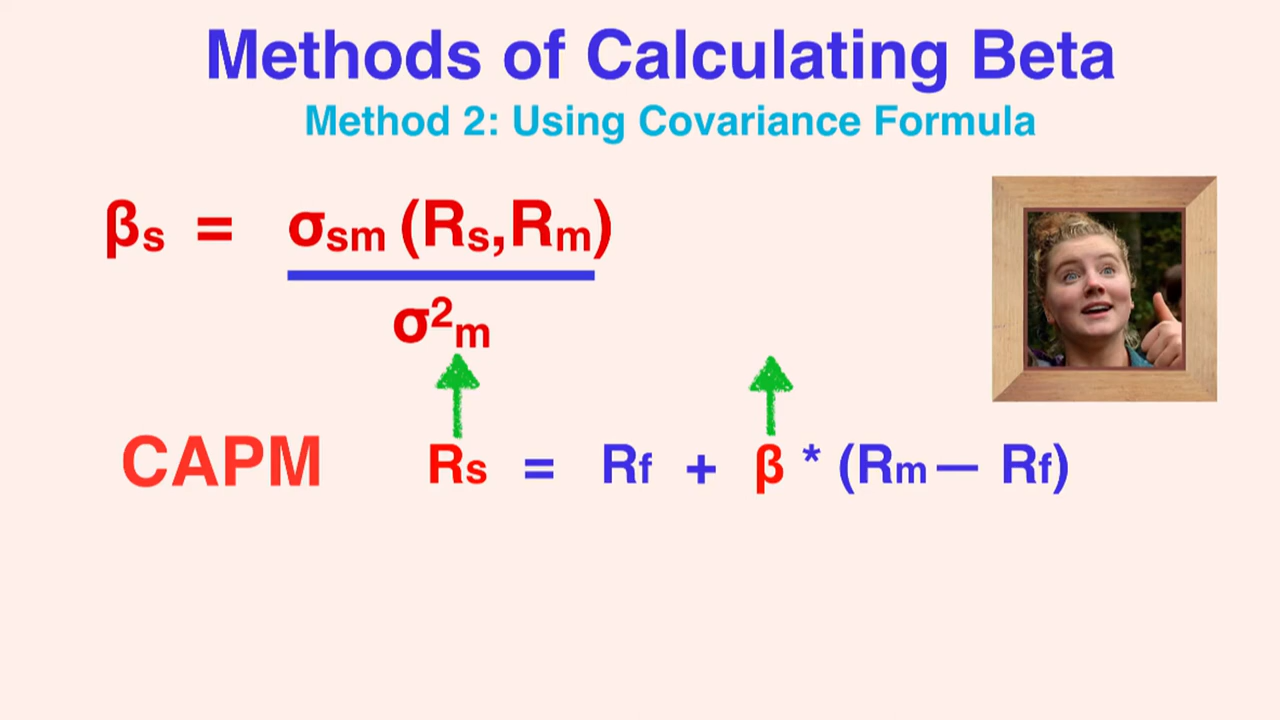 Methods of Calculating Beta
Method 2: Using Covariance Formula
βs = σsm (Rs,Rm)
σ²m
CAPM Rs = Rf + β * (Rm — Rf)